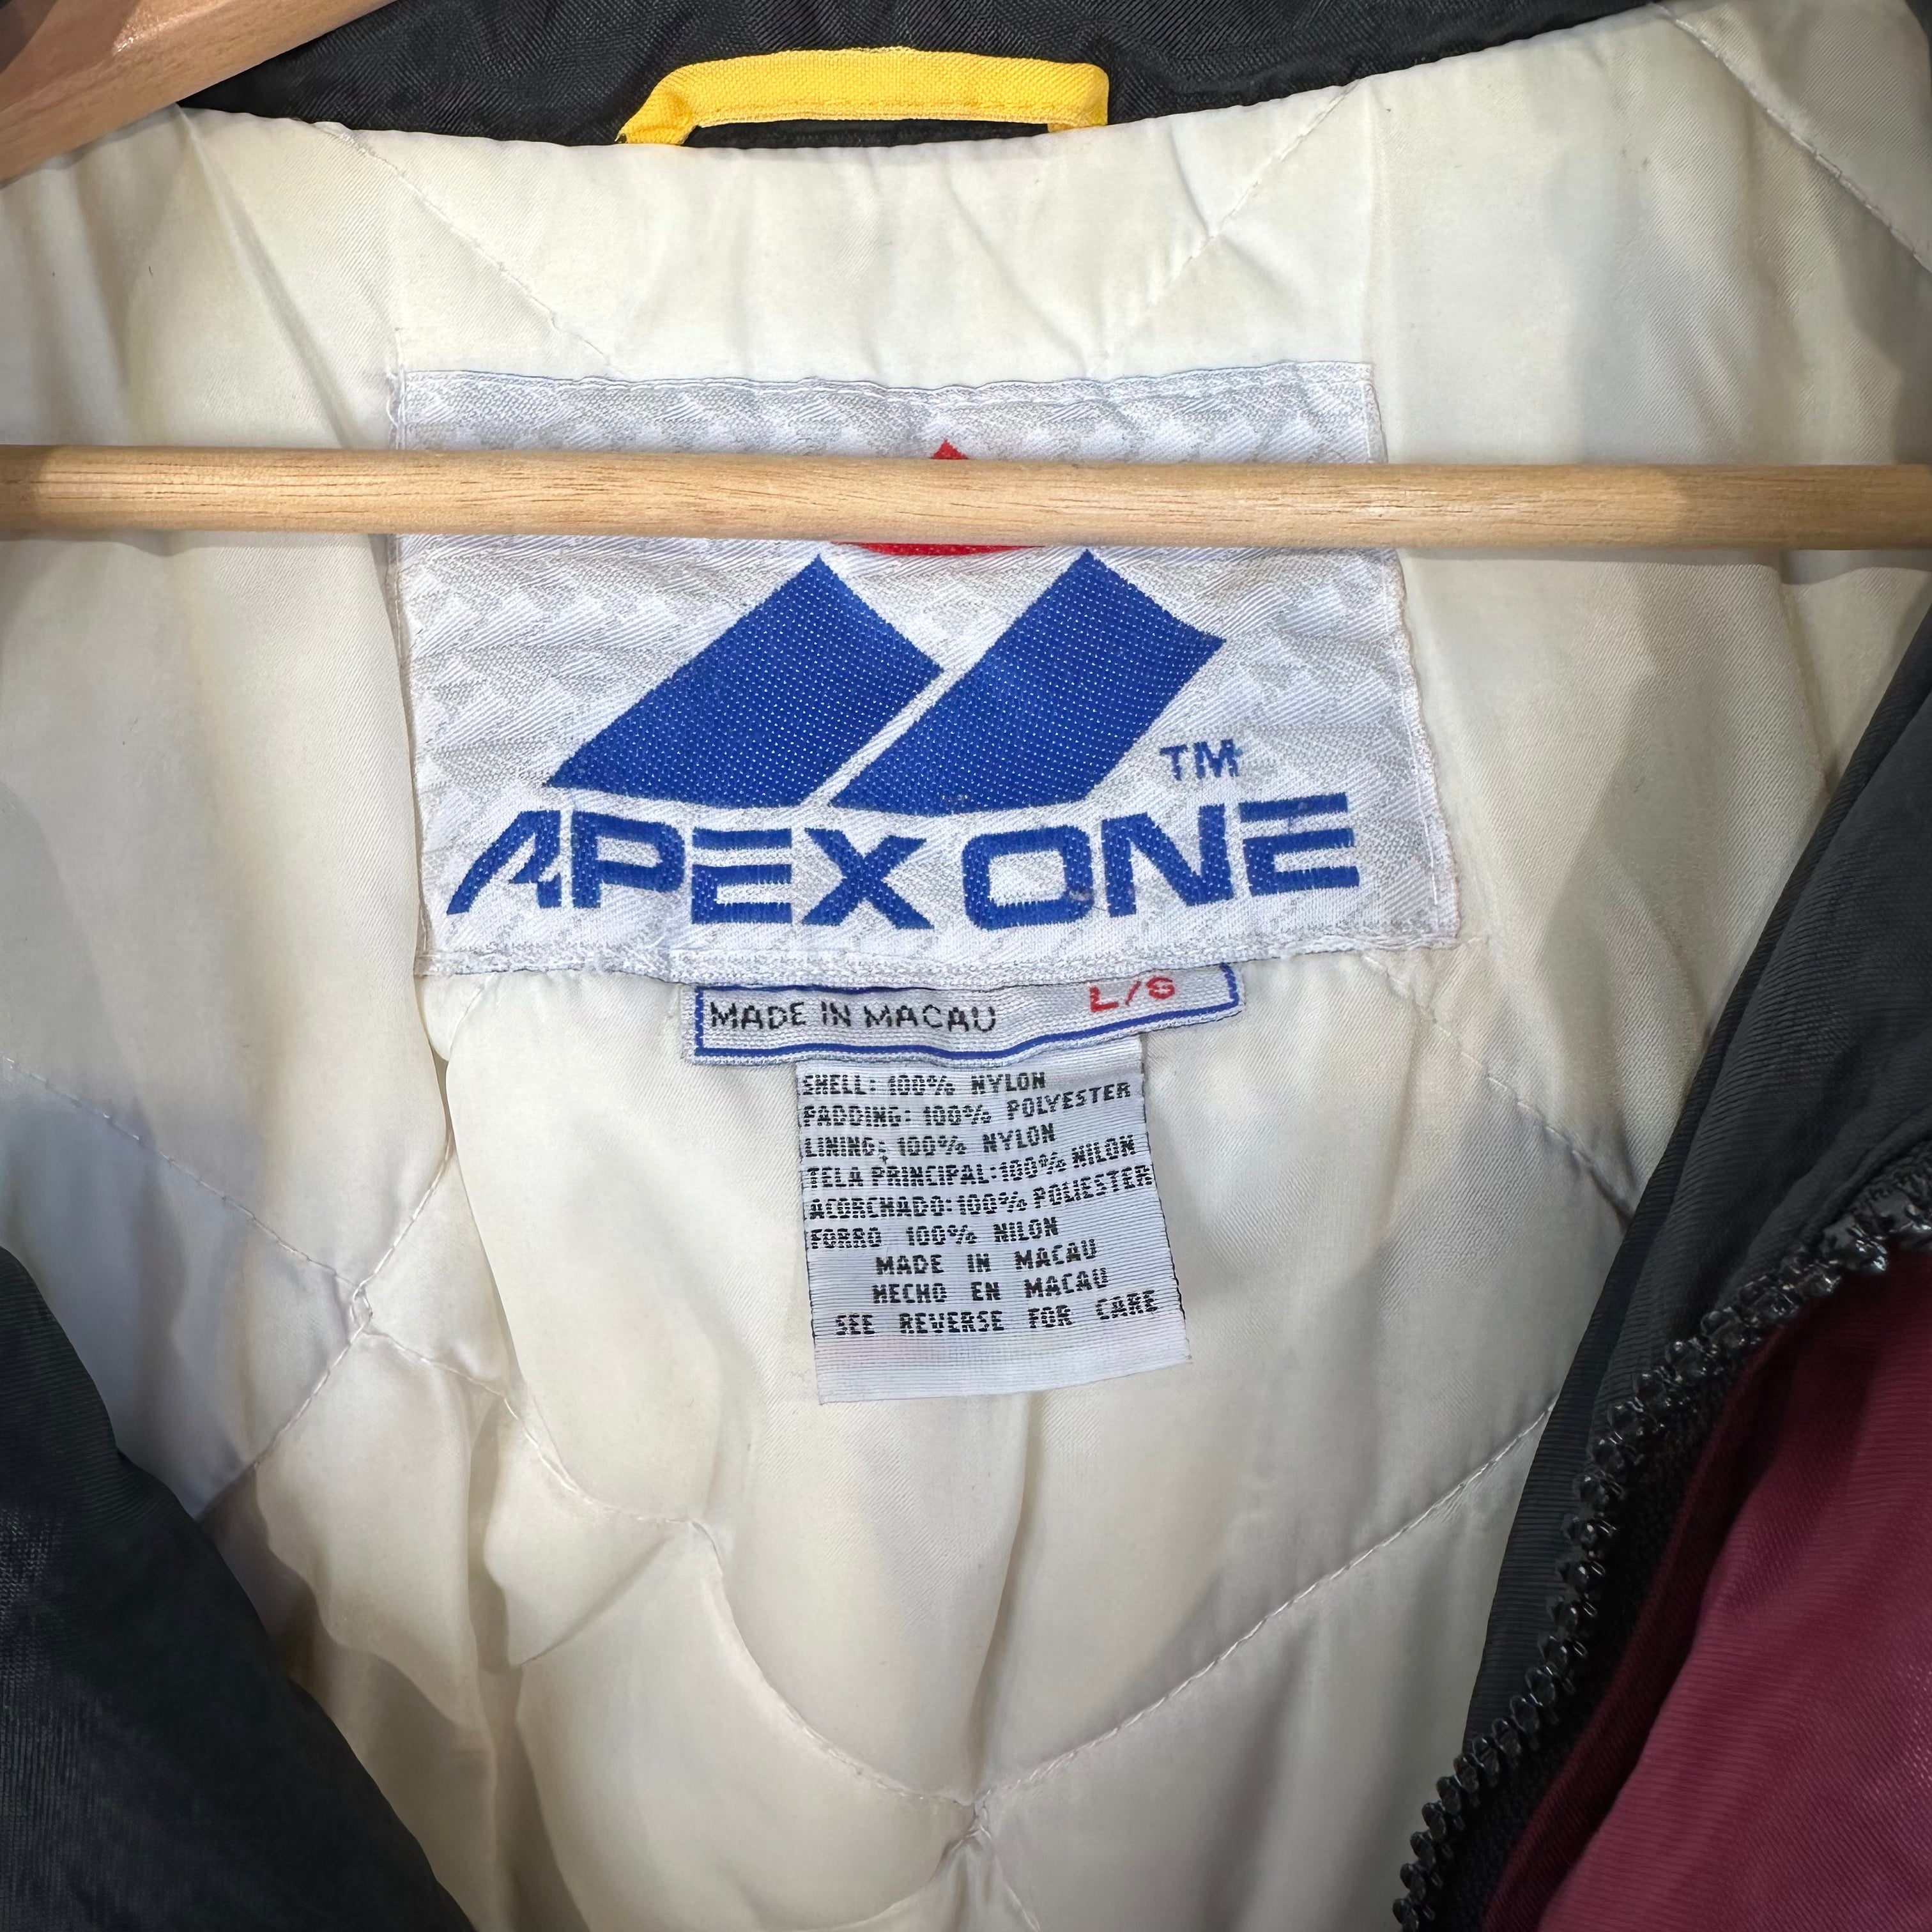 TM
APEX ONE
MADE IN MACAU L/S
SHELL: 100% NYLON
PADDING: 100% POLYESTER
LINING: 100% NYLON
TELA PRINCIPAL: 100% NILON
ACORCHADO: 100% POLIESTER
FORRO 100% NILON
MADE IN MACAU
HECHO EN MACAU
SEE REVERSE FOR CARE